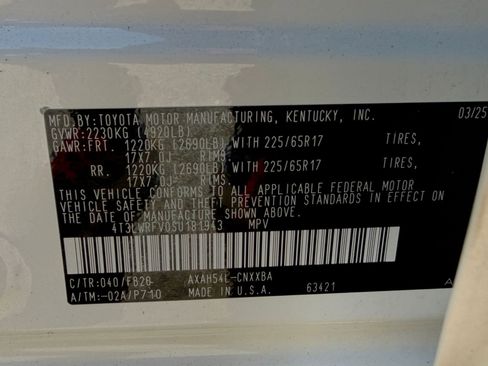 MFD.BY:TOYOTA MOTOR MANUFACTURING, KENTUCKY, INC. 03/25
GVWR:2230KG (4920LB)
GAWR:FRT. 1220KG (2690LB) WITH 225/65R17 TIRES,
17X7.0J RIMS,
RR. 1220KG (2690LB) WITH 225/65R17 TIRES,
17X7.0J RIMS
THIS VEHICLE CONFORMS TO ALL APPLICABLE FEDERAL MOTOR
VEHICLE SAFETY AND THEFT PREVENTION STANDARDS IN EFFECT
ON THE DATE OF MANUFACTURE SHOWN ABOVE.
MPV
C/TR:040/FB20 AXAH54L-CNXXBA
A/TM:-02A/P710 MADE IN U.S.A. 63421